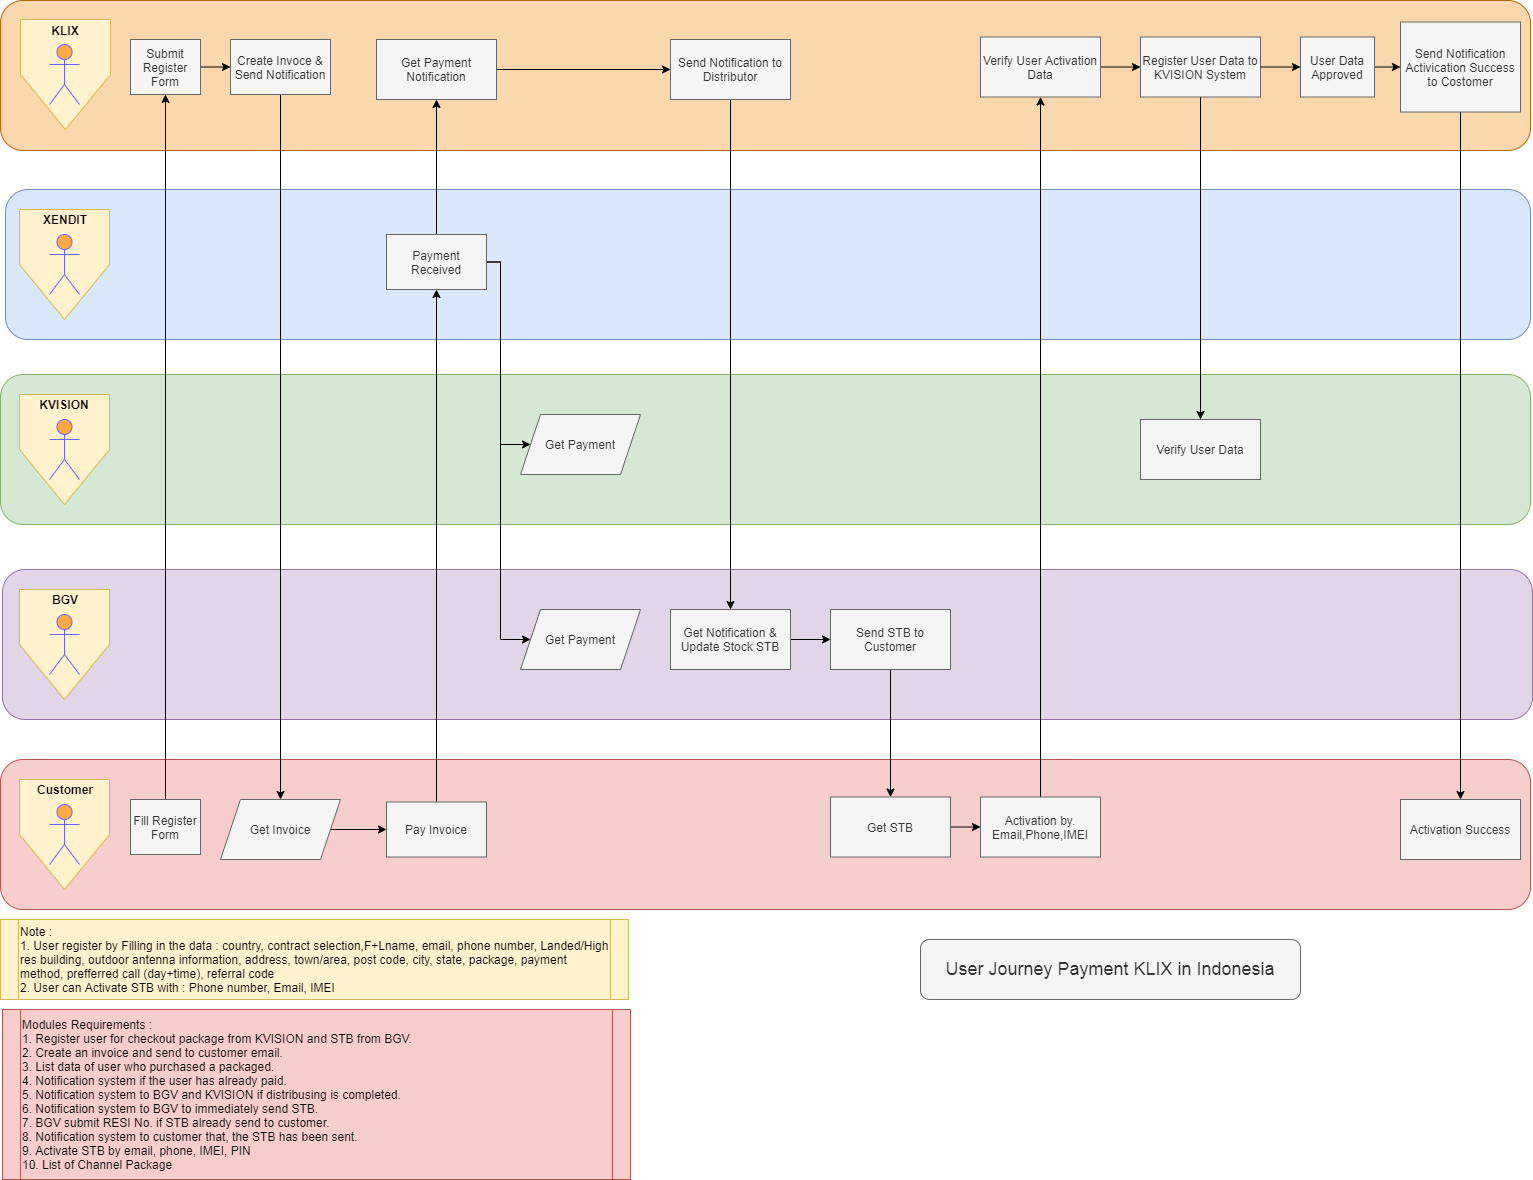 KLIX
Submit
Register
Form
Create Invoce &
Send Notification
Get Payment
Notification
Send Notification to
Distributor
Verify User Activation
Data
Register User Data to
KVISION System
User Data
Approved
Send Notification
Activication Success
to Costomer
XENDIT
Payment
Received
KVISION
Get Payment
Verify User Data
BGV
Get Payment
Get Notification &
Update Stock STB
Send STB to
Customer
Customer
Fill Register
Form
Get Invoice
Pay Invoice
Get STB
Activation by.
Email,Phone,IMEI
Activation Success
Note :
1. User register by Filling in the data : country, contract selection,F+Lname, email, phone number, Landed/High
res building, outdoor antenna information, address, town/area, post code, city, state, package, payment
method, prefferred call (day+time), referral code
2. User can Activate STB with : Phone number, Email, IMEI
User Journey Payment KLIX in Indonesia
Modules Requirements :
1. Register user for checkout package from KVISION and STB from BGV.
2. Create an invoice and send to customer email.
3. List data of user who purchased a packaged.
4. Notification system if the user has already paid.
5. Notification system to BGV and KVISION if distribusing is completed.
6. Notification system to BGV to immediately send STB.
7. BGV submit RESI No. if STB already send to customer.
8. Notification system to customer that, the STB has been sent.
9. Activate STB by email, phone, IMEI, PIN
10. List of Channel Package